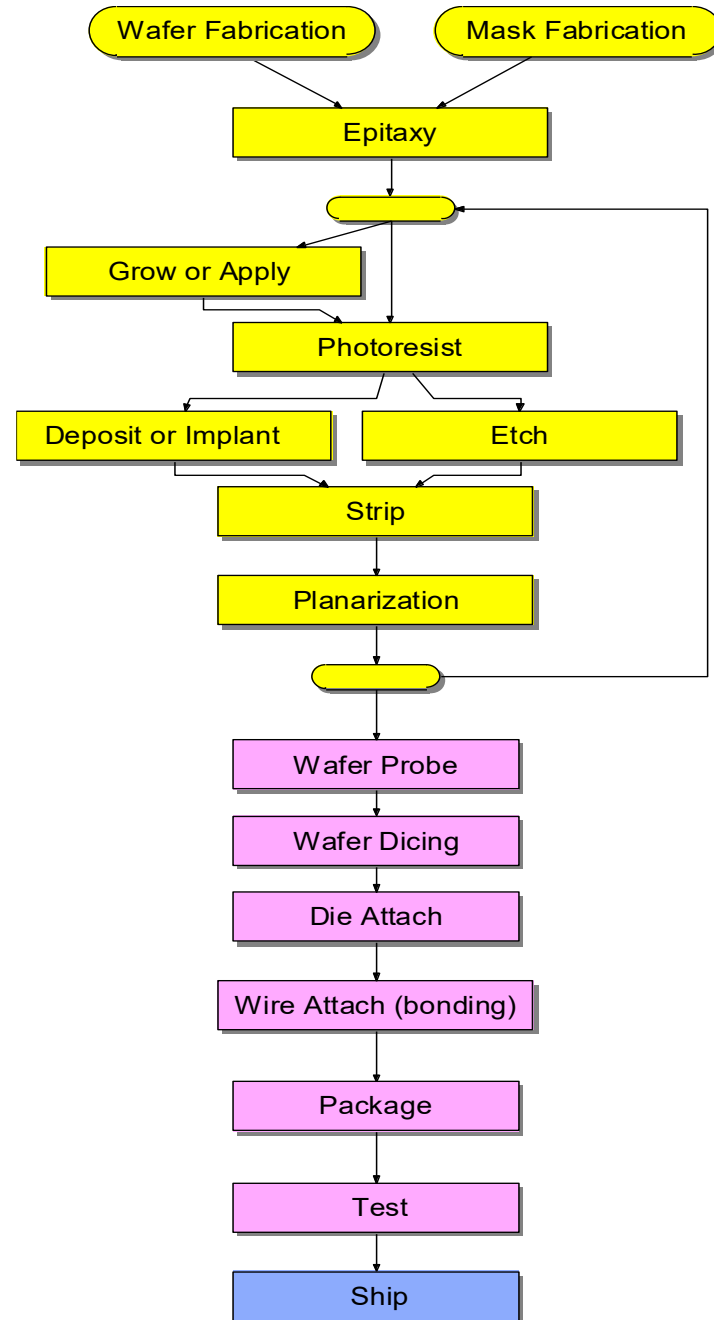 Wafer Fabrication
Mask Fabrication
Epitaxy
Grow or Apply
Photoresist
Deposit or Implant
Etch
Strip
Planarization
Wafer Probe
Wafer Dicing
Die Attach
Wire Attach (bonding)
Package
Test
Ship